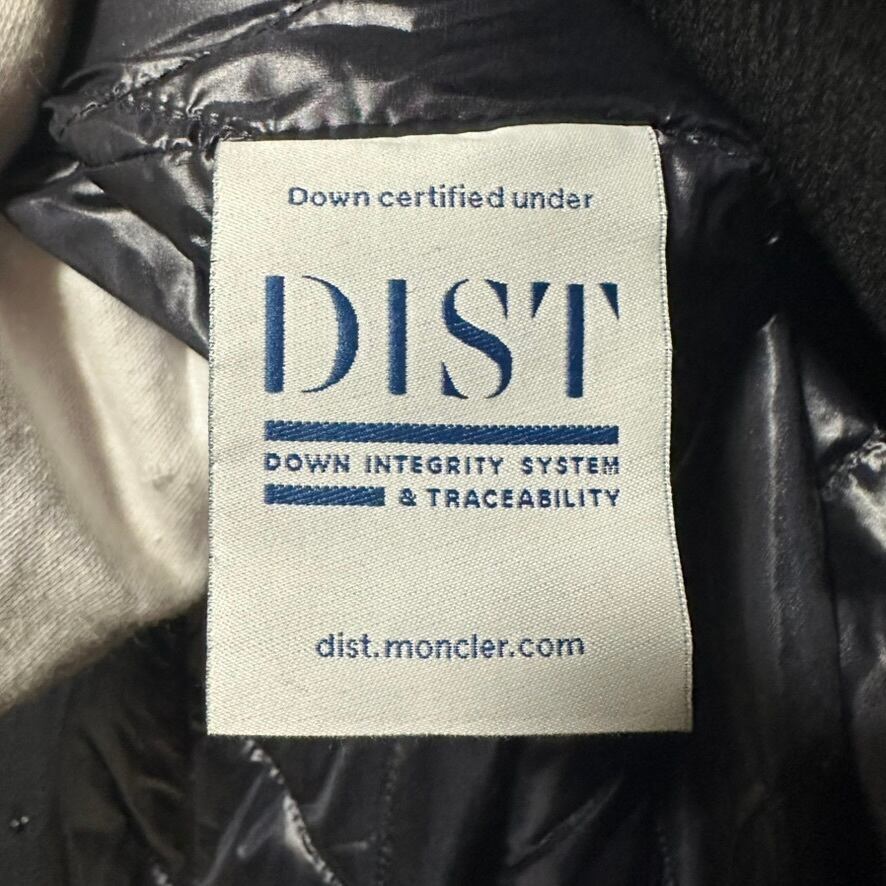 Down certified under
DIST
DOWN INTEGRITY SYSTEM
& TRACEABILITY
dist.moncler.com